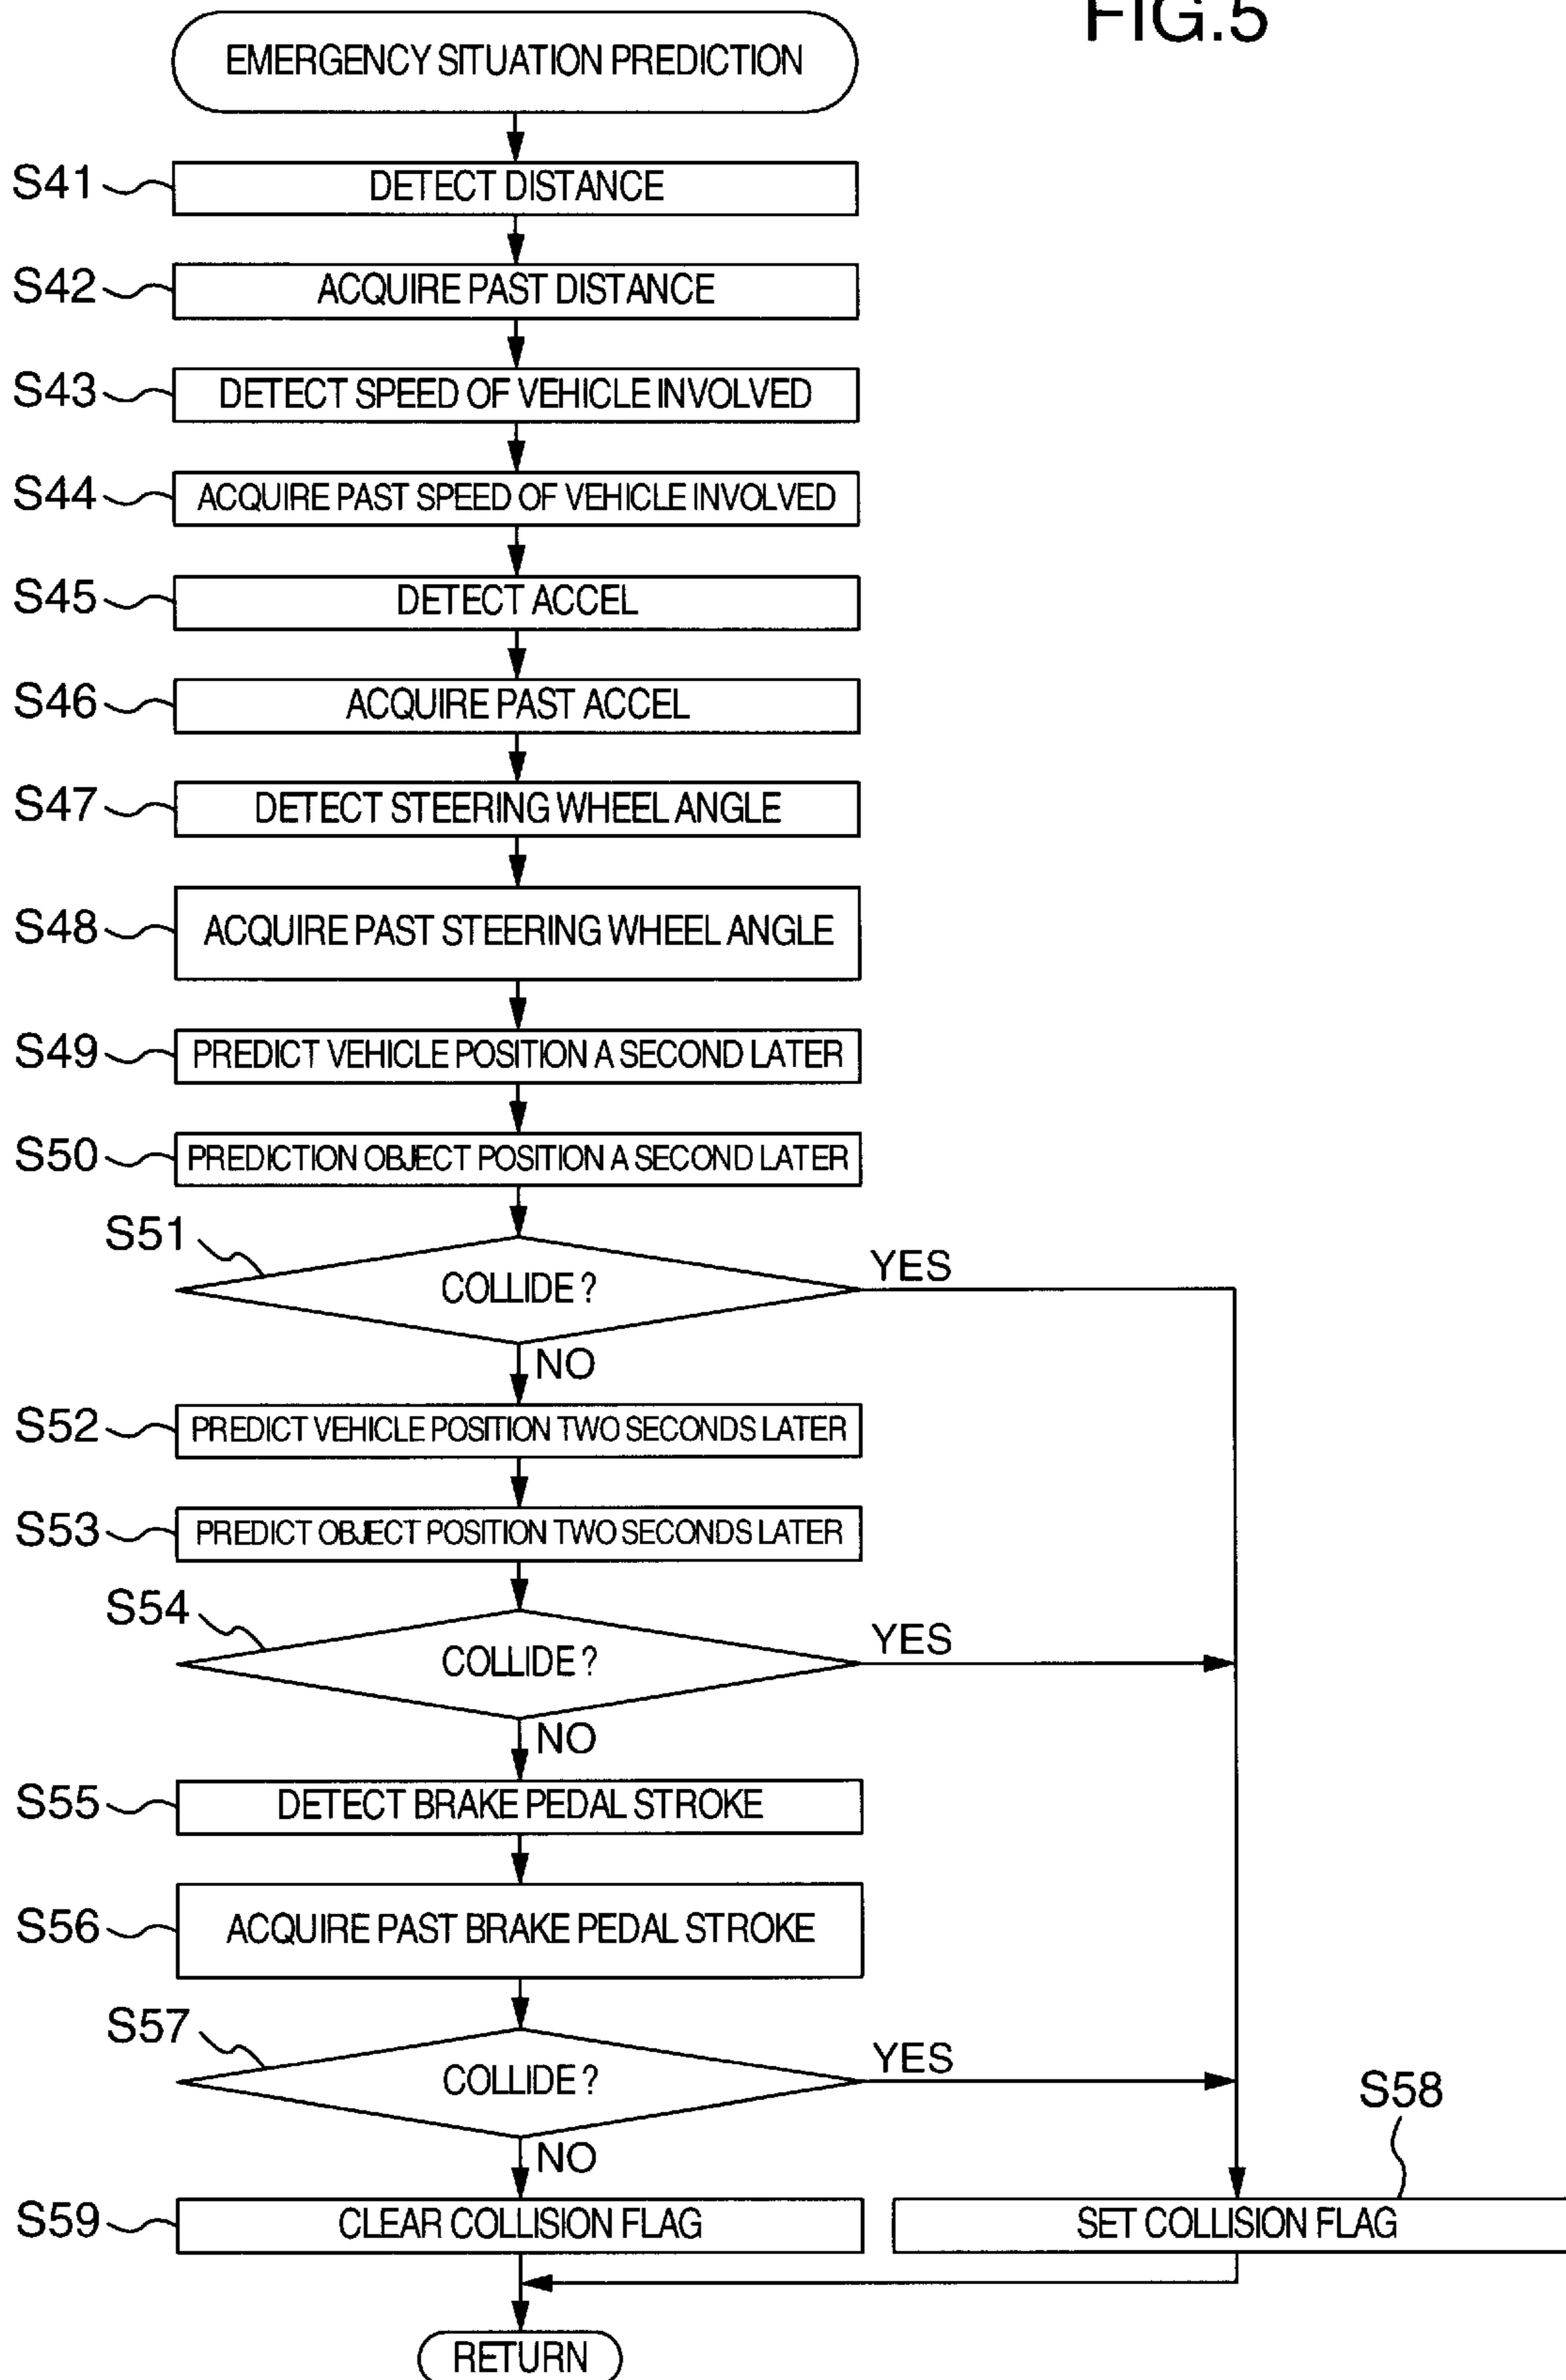 FIG.5
EMERGENCY SITUATION PREDICTION
S41 DETECT DISTANCE
S42 ACQUIRE PAST DISTANCE
S43 DETECT SPEED OF VEHICLE INVOLVED
S44 ACQUIRE PAST SPEED OF VEHICLE INVOLVED
S45 DETECT ACCEL
S46 ACQUIRE PAST ACCEL
S47 DETECT STEERING WHEEL ANGLE
S48 ACQUIRE PAST STEERING WHEEL ANGLE
S49 PREDICT VEHICLE POSITION A SECOND LATER
S50 PREDICTION OBJECT POSITION A SECOND LATER
S51 COLLIDE? YES
NO
S52 PREDICT VEHICLE POSITION TWO SECONDS LATER
S53 PREDICT OBJECT POSITION TWO SECONDS LATER
S54 COLLIDE? YES
NO
S55 DETECT BRAKE PEDAL STROKE
S56 ACQUIRE PAST BRAKE PEDAL STROKE
S57 COLLIDE? YES
NO
S58
S59 CLEAR COLLISION FLAG SET COLLISION FLAG
RETURN